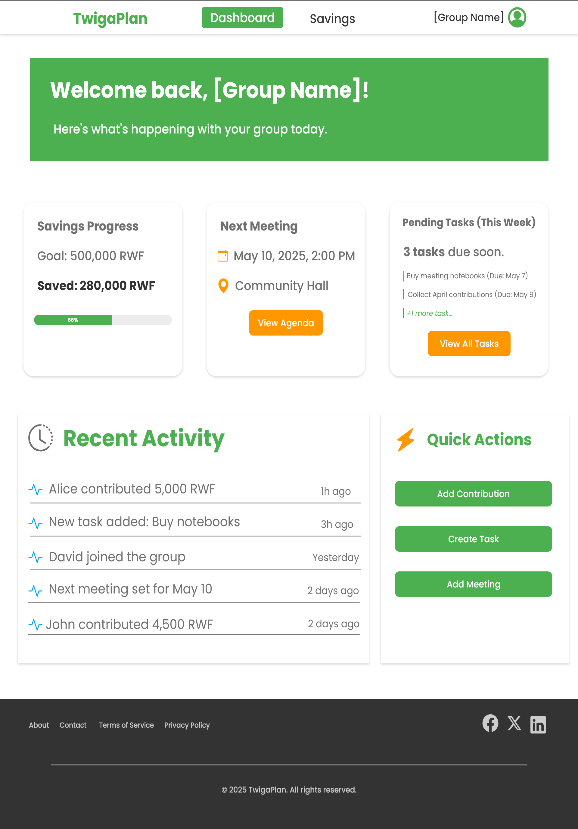 TwigaPlan
Dashboard
Savings
[Group Name]
Welcome back, [Group Name]!
Here's what's happening with your group today.
Savings Progress
Goal: 500,000 RWF
Saved: 280,000 RWF
56%
Next Meeting
May 10, 2025, 2:00 PM
Community Hall
View Agenda
Pending Tasks (This Week)
3 tasks due soon.
Buy meeting notebooks (Due: May 7)
Collect April contributions (Due: May 9)
+1 more task...
View All Tasks
Recent Activity
Alice contributed 5,000 RWF 1h ago
New task added: Buy notebooks 3h ago
David joined the group Yesterday
Next meeting set for May 10 2 days ago
John contributed 4,500 RWF 2 days ago
Quick Actions
Add Contribution
Create Task
Add Meeting
About Contact Terms of Service Privacy Policy
© 2025 TwigaPlan. All rights reserved.